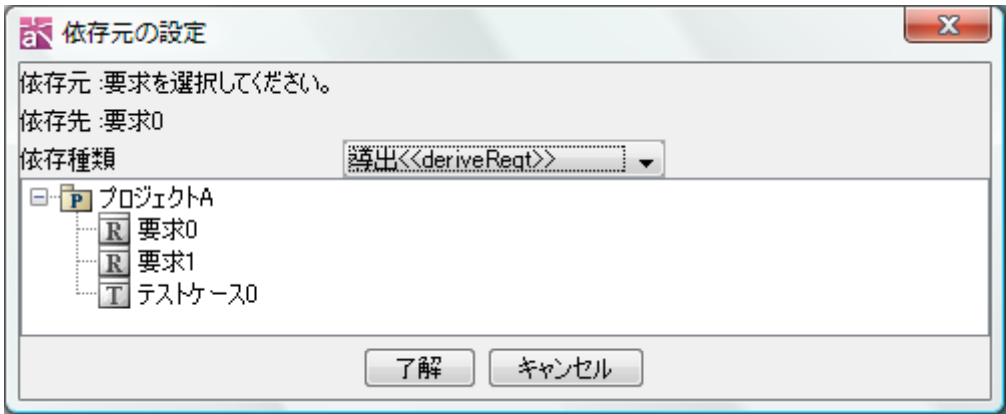 依存元の設定
依存元 :要求を選択してください。
依存先 :要求0
依存種類 導出<<deriveReqt>>
プロジェクトA
R 要求0
R 要求1
T テストケース0
了解 キャンセル